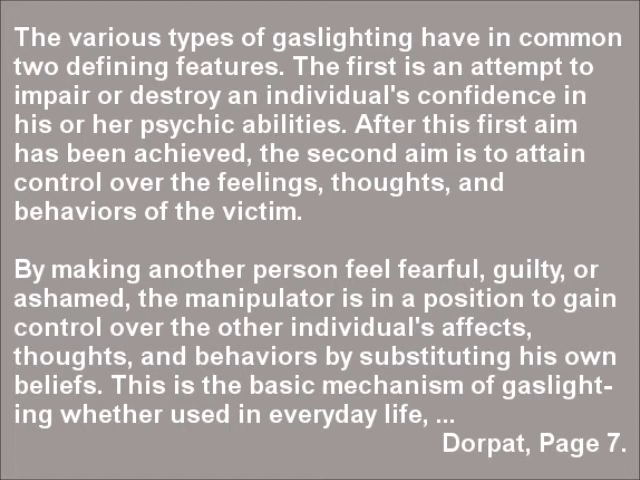 The various types of gaslighting have in common
two defining features. The first is an attempt to
impair or destroy an individual's confidence in
his or her psychic abilities. After this first aim
has been achieved, the second aim is to attain
control over the feelings, thoughts, and
behaviors of the victim.
By making another person feel fearful, guilty, or
ashamed, the manipulator is in a position to gain
control over the other individual's affects,
thoughts, and behaviors by substituting his own
beliefs. This is the basic mechanism of gaslight-
ing whether used in everyday life, ...
Dorpat, Page 7.